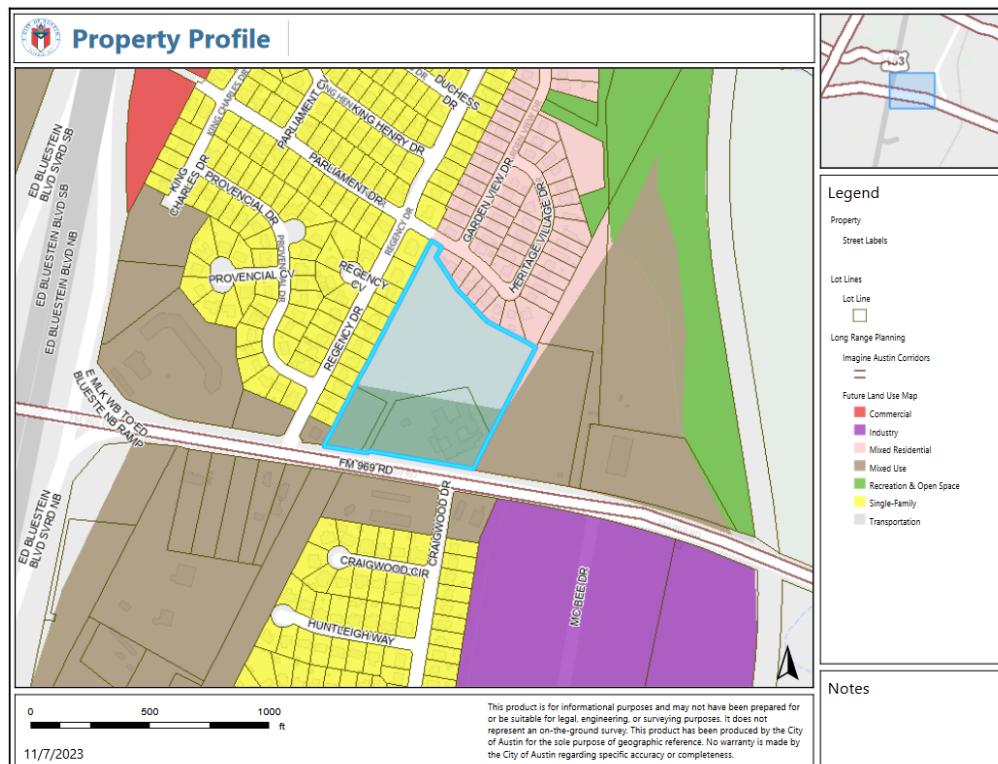 CITY OF AUSTIN
Property Profile
183
ED BLUESTEIN
BLVD SVRD SB
ED BLUESTEIN BLVD SB
ED BLUESTEIN BLVD NB
ED BLUESTEIN
BLVD SVRD NB
E MLK WB TO ED
BLUESTE NB RAMP
KING CHARLES DR
KING
CHARLES DR
PARLIAMENT C
KING HENRY DR
DUCHESS
DR
DR
PARLIAMENT DR
PROVENCIAL DR
PROVENCIAL DR
PROVENCIAL CV
REGENCY
CV
REGENCY DR
REGENCY DR
GARDEN VIEW DR
HERITAGE VILLAGE DR
FM 969 RD
CRAIGWOOD DR
CRAIGWOOD CIR
HUNTLEIGH WAY
MC BEE DR
Legend
Property
Street Labels
Lot Lines
Lot Line
Long Range Planning
Imagine Austin Corridors
Future Land Use Map
Commercial
Industry
Mixed Residential
Mixed Use
Recreation & Open Space
Single-Family
Transportation
Notes
0 500 1000
ft
11/7/2023
This product is for informational purposes and may not have been prepared for
or be suitable for legal, engineering, or surveying purposes. It does not
represent an on-the-ground survey. This product has been produced by the City
of Austin for the sole purpose of geographic reference. No warranty is made by
the City of Austin regarding specific accuracy or completeness.